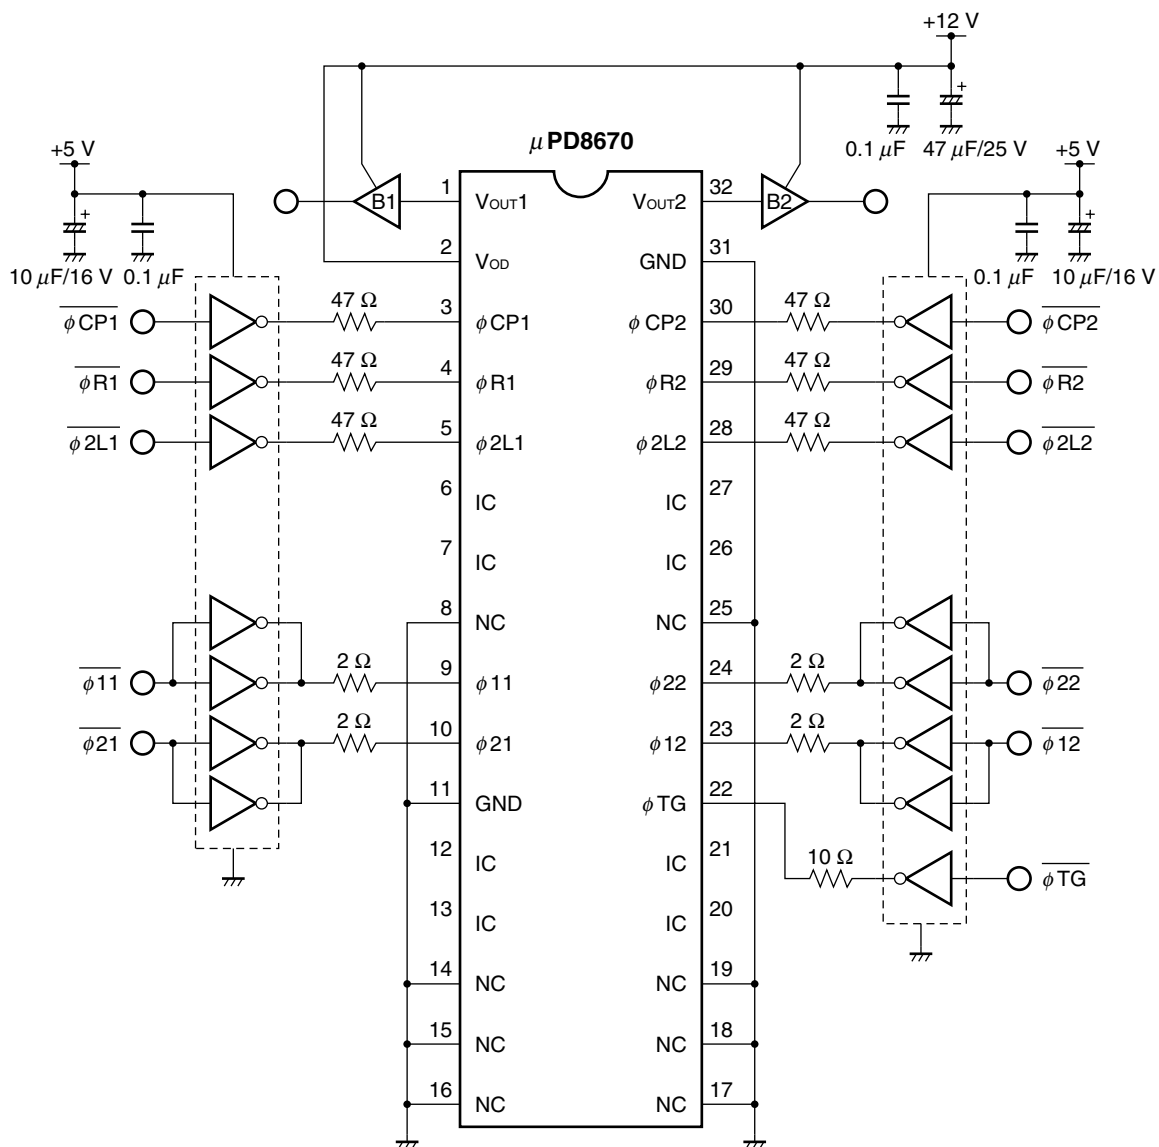 +12 V
0.1 μF 47 μF/25 V
μPD8670
+5 V
10 μF/16 V 0.1 μF
+5 V
0.1 μF 10 μF/16 V
B1 1 VOUT1 VOUT2 32 B2
2 VOD GND 31
φCP1 47 Ω 3 φCP1 φCP2 30 47 Ω φCP2
φR1 47 Ω 4 φR1 φR2 29 47 Ω φR2
φ2L1 47 Ω 5 φ2L1 φ2L2 28 47 Ω φ2L2
6 IC IC 27
7 IC IC 26
8 NC NC 25
φ11 2 Ω 9 φ11 φ22 24 2 Ω φ22
φ21 2 Ω 10 φ21 φ12 23 2 Ω φ12
11 GND φTG 22
12 IC IC 21
10 Ω φTG
13 IC IC 20
14 NC NC 19
15 NC NC 18
16 NC NC 17